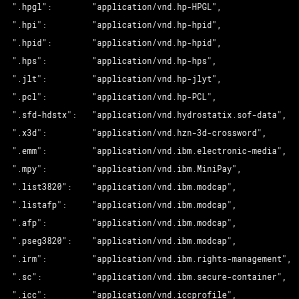 ".hpgl": "application/vnd.hp-HPGL",
".hpi": "application/vnd.hp-hpid",
".hpid": "application/vnd.hp-hpid",
".hps": "application/vnd.hp-hps",
".jlt": "application/vnd.hp-jlyt",
".pcl": "application/vnd.hp-PCL",
".sfd-hdstx": "application/vnd.hydrostatix.sof-data",
".x3d": "application/vnd.hzn-3d-crossword",
".emm": "application/vnd.ibm.electronic-media",
".mpy": "application/vnd.ibm.MiniPay",
".list3820": "application/vnd.ibm.modcap",
".listafp": "application/vnd.ibm.modcap",
".afp": "application/vnd.ibm.modcap",
".pseg3820": "application/vnd.ibm.modcap",
".irm": "application/vnd.ibm.rights-management",
".sc": "application/vnd.ibm.secure-container",
".icc": "application/vnd.iccprofile",